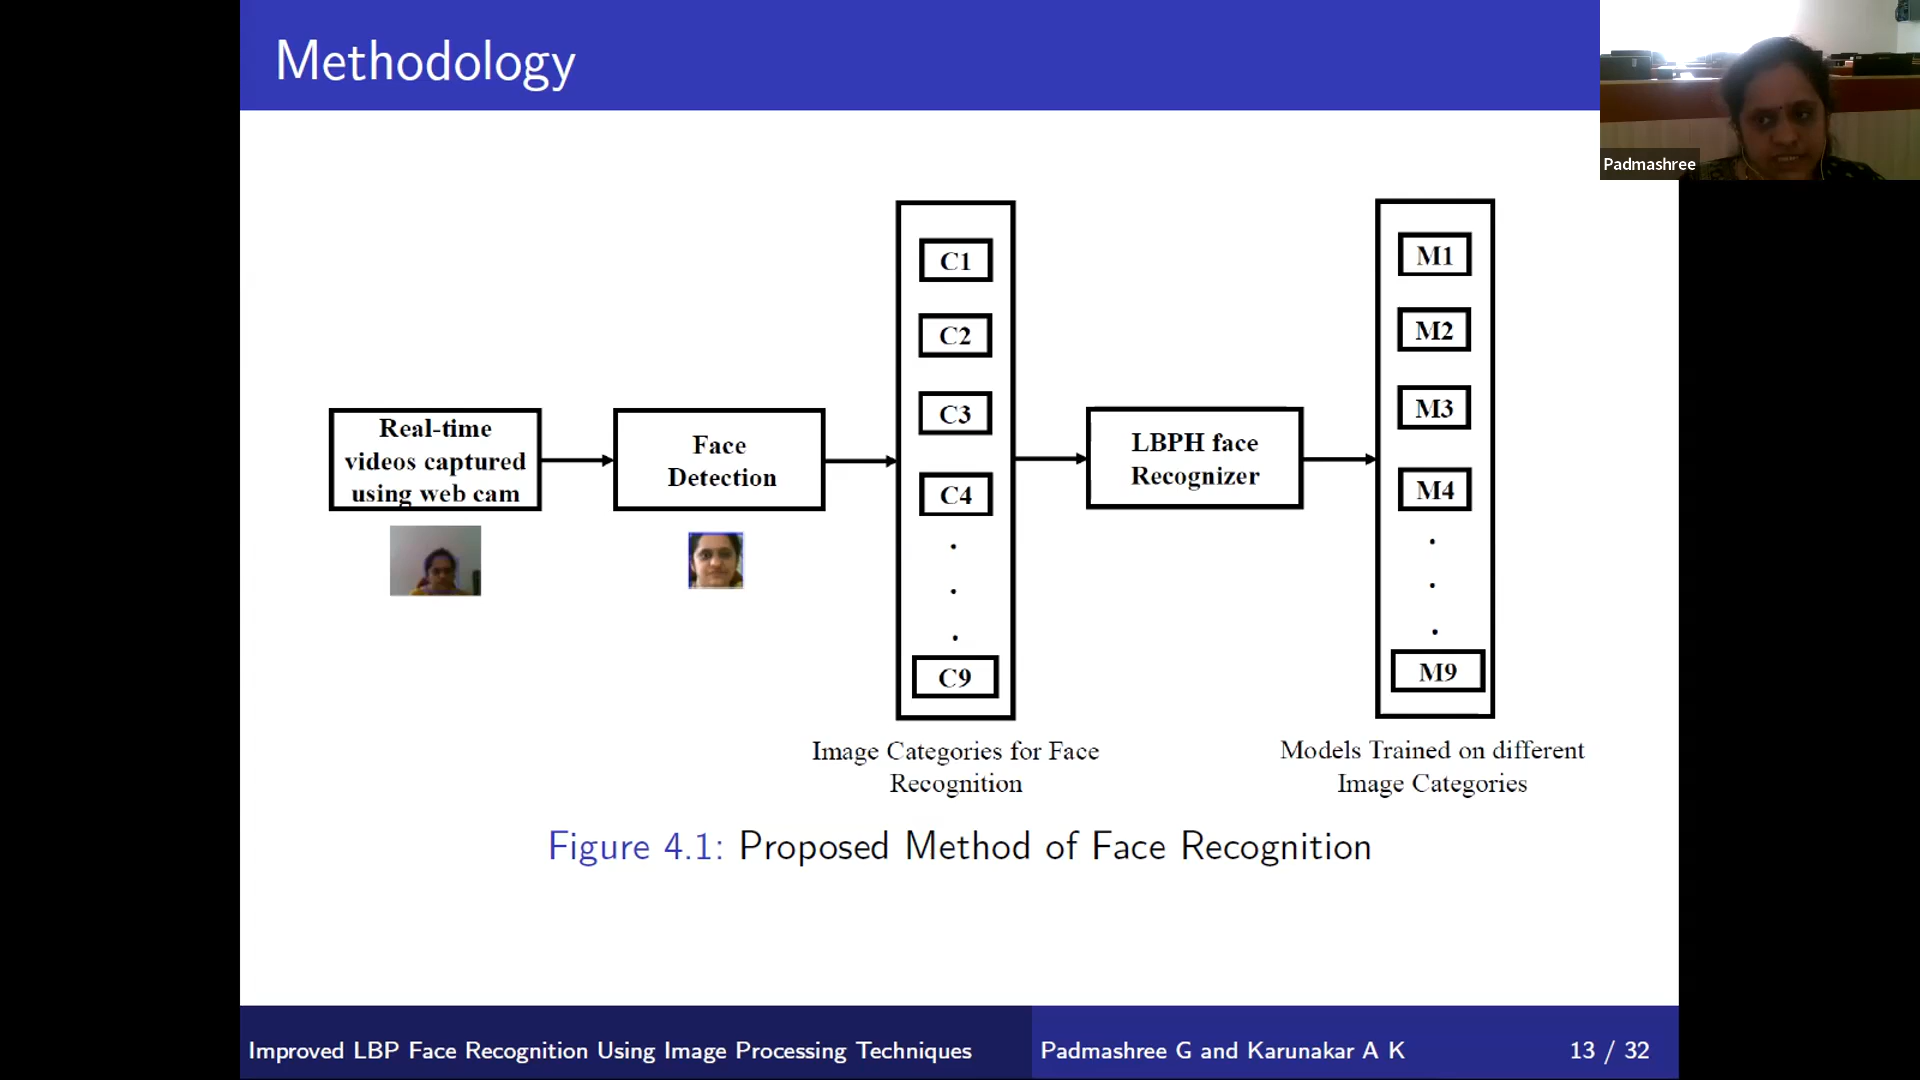 Methodology
Padmashree
Real-time
videos captured
using web cam
Face
Detection
C1
C2
C3
C4
.
.
.
C9
Image Categories for Face
Recognition
LBPH face
Recognizer
M1
M2
M3
M4
.
.
.
M9
Models Trained on different
Image Categories
Figure 4.1: Proposed Method of Face Recognition
Improved LBP Face Recognition Using Image Processing Techniques
Padmashree G and Karunakar A K
13 / 32